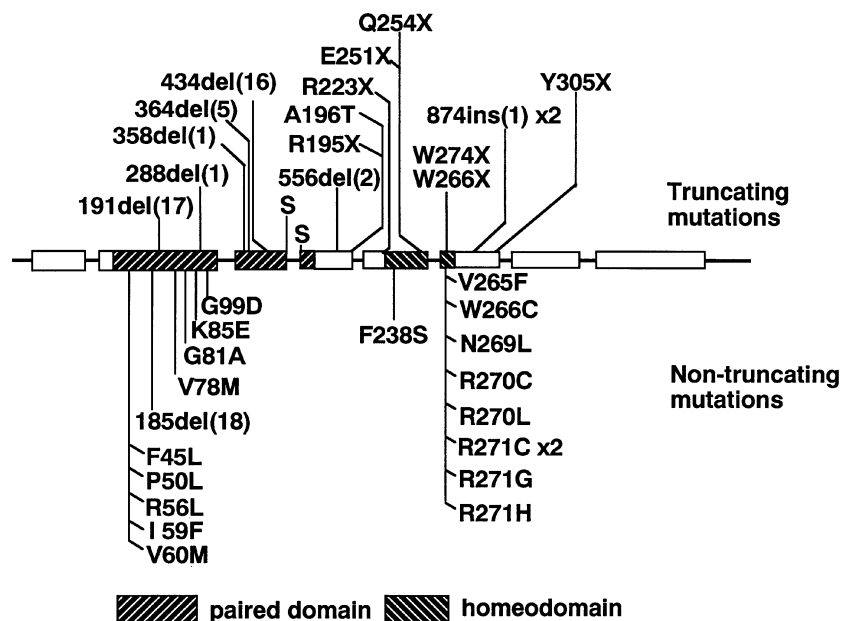 Q254X
E251X
434del(16)
R223X
Y305X
364del(5)
A196T
874ins(1) x2
358del(1)
R195X
W274X
288del(1)
556del(2)
W266X
191del(17)
S
S
Truncating
mutations
G99D
V265F
K85E
F238S
W266C
G81A
N269L
V78M
R270C
Non-truncating
mutations
185del(18)
R270L
F45L
R271C x2
P50L
R271G
R56L
R271H
I 59F
V60M
paired domain
homeodomain